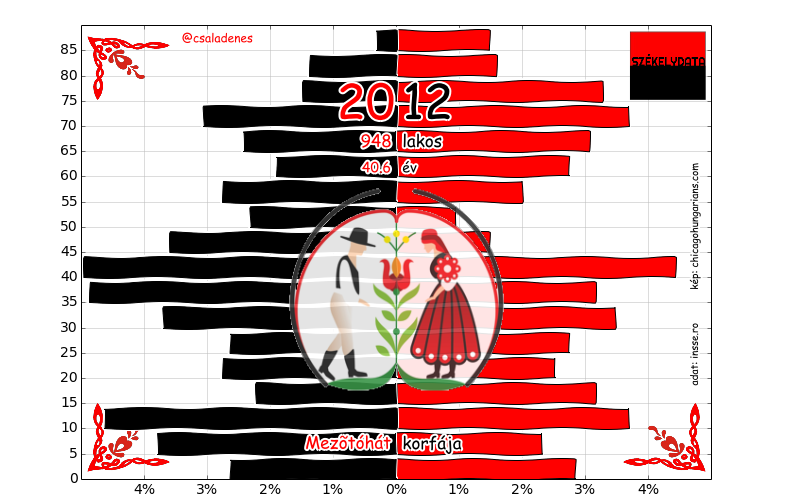 @csaladenes
SZÉKELYDATA
2012
948 lakos
40.6 év
kép: chicagohungarians.com
adat: insse.ro
Mezőtóhát korfája
85
80
75
70
65
60
55
50
45
40
35
30
25
20
15
10
5
0
4% 3% 2% 1% 0% 1% 2% 3% 4%